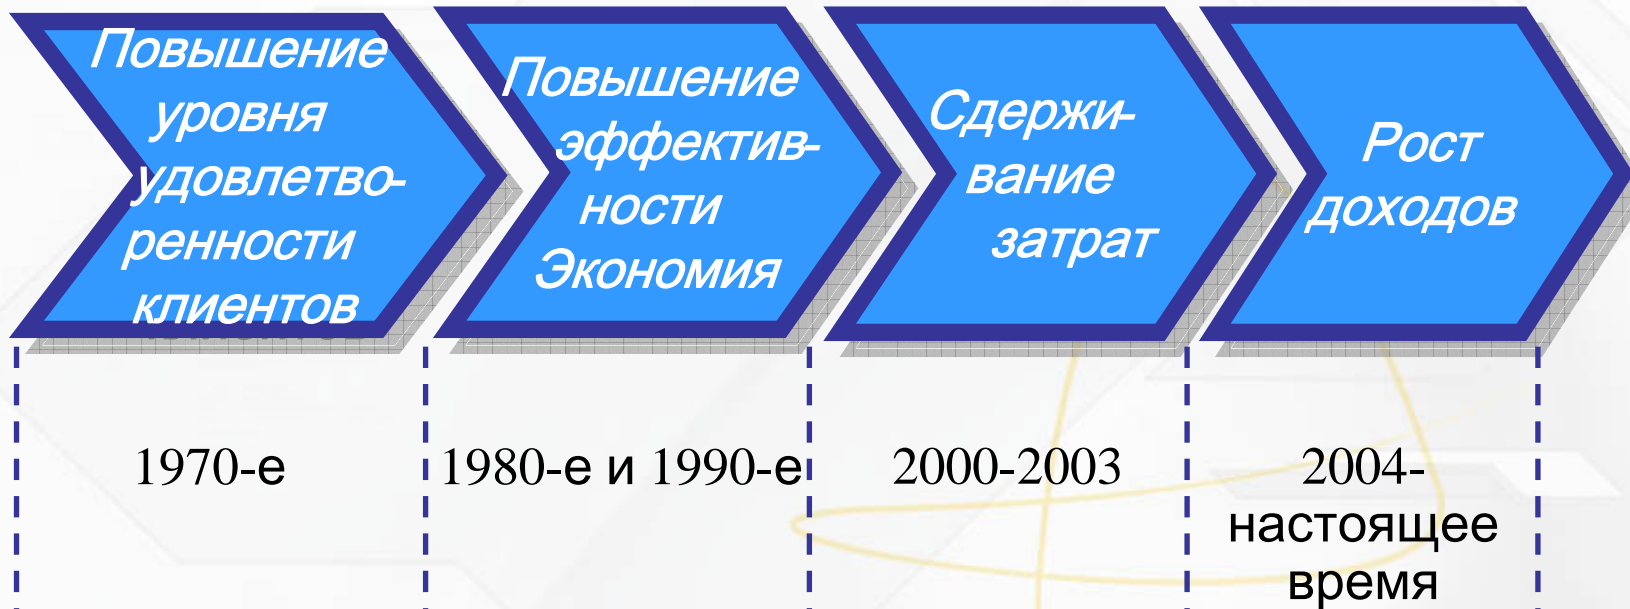 Повышение
уровня
удовлетво-
ренности
клиентов
Повышение
эффектив-
ности
Экономия
Сдержи-
вание
затрат
Рост
доходов
1970-е
1980-е и 1990-е
2000-2003
2004-
настоящее
время